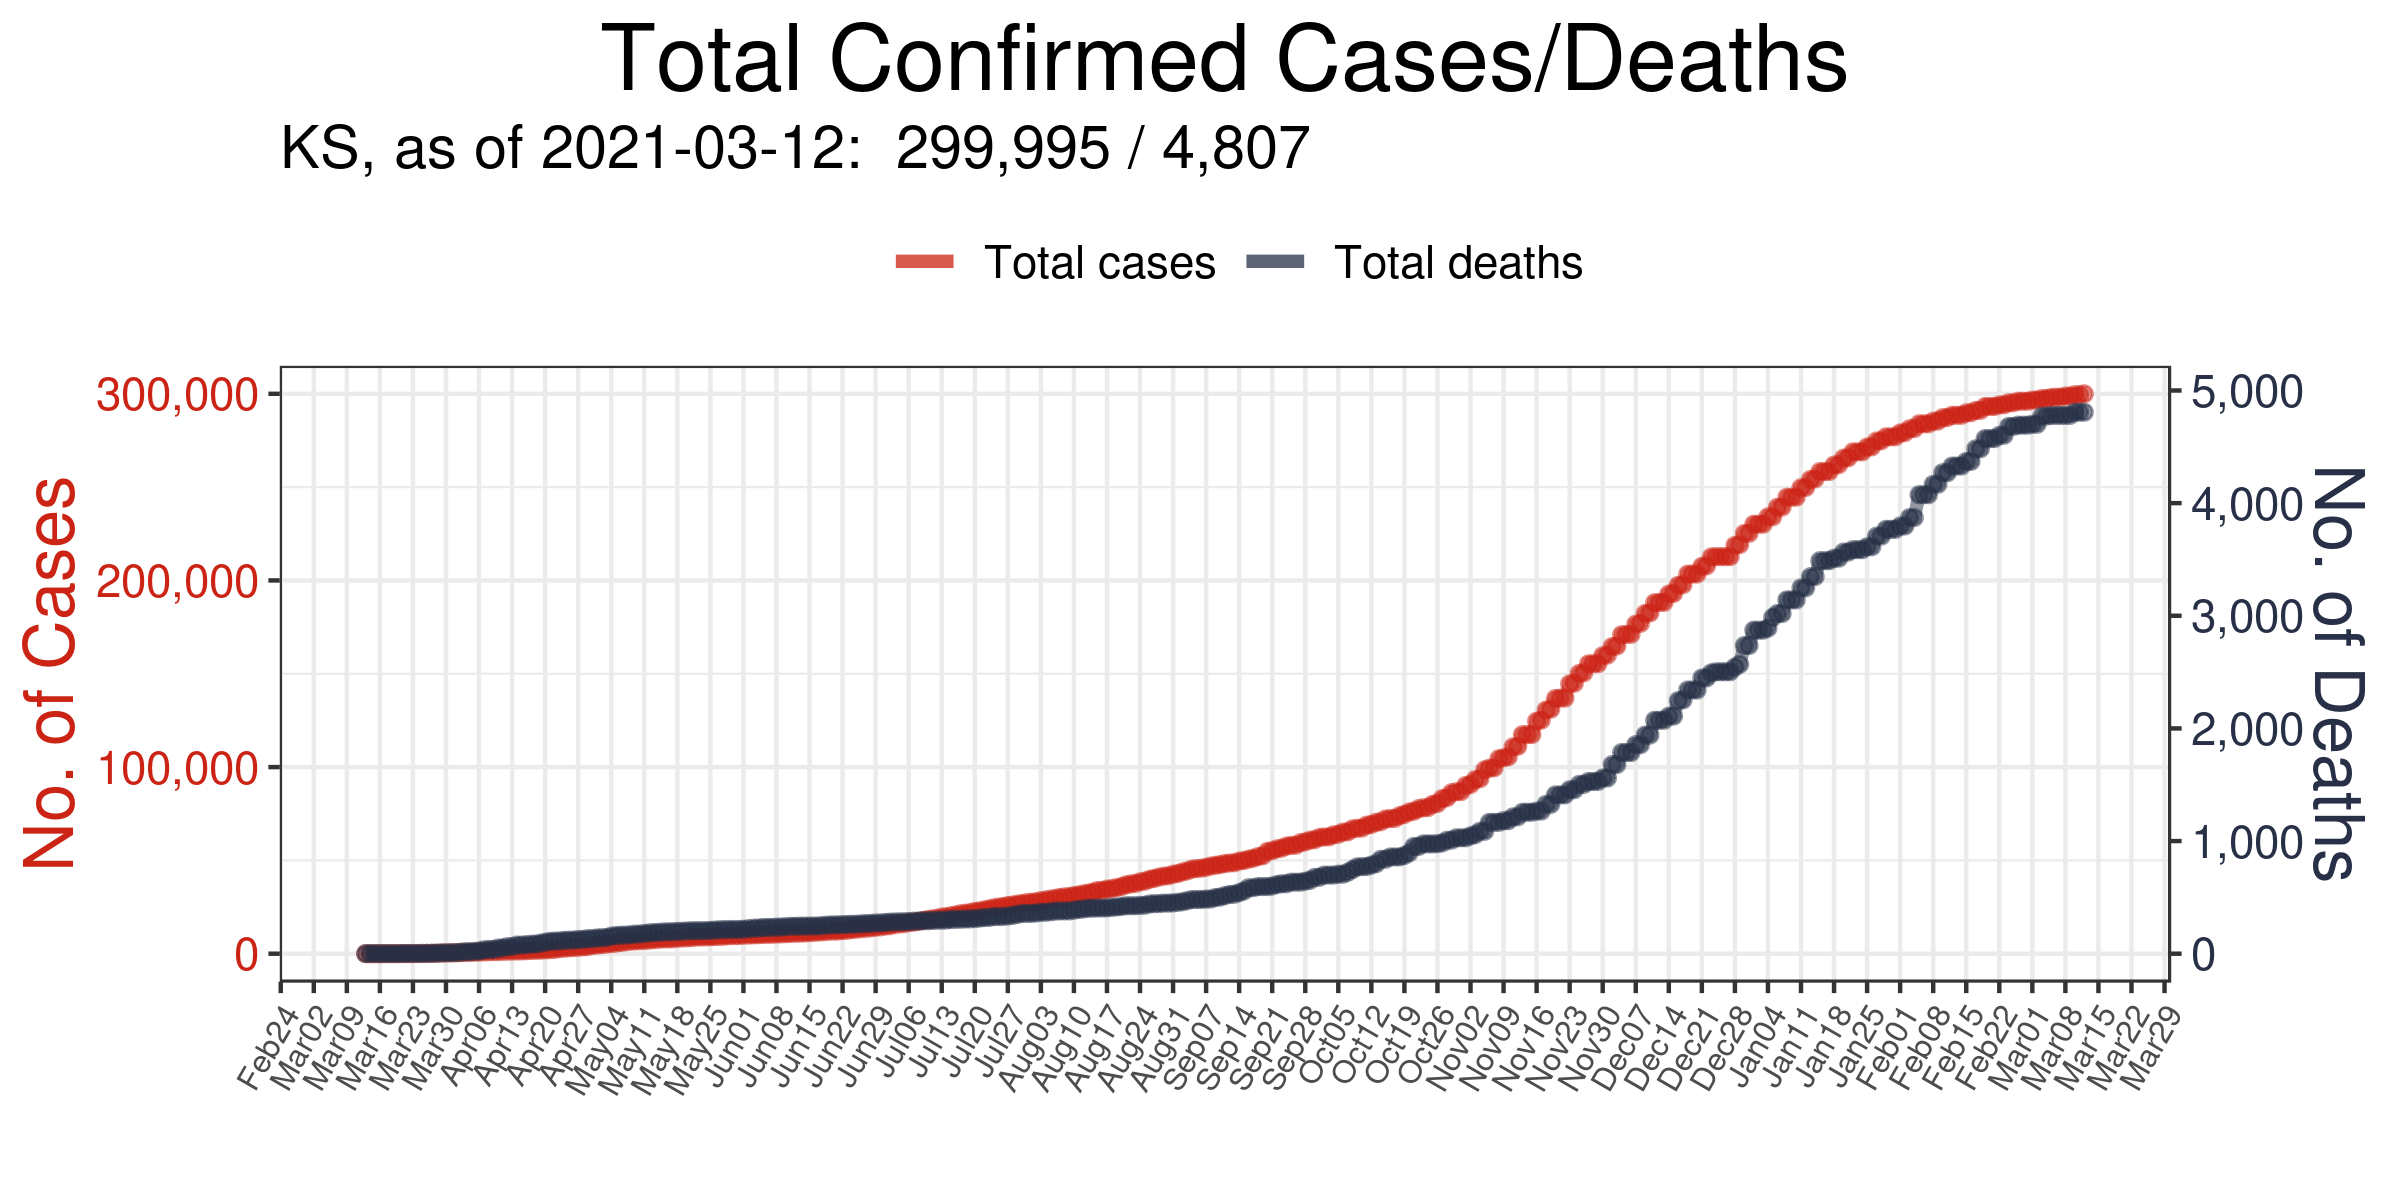 Total Confirmed Cases/Deaths
KS, as of 2021-03-12:  299,995 / 4,807
Total cases
Total deaths
No. of Cases
300,000
200,000
100,000
0
5,000
4,000
3,000
2,000
1,000
0
No. of Deaths
Feb24
Mar02
Mar09
Mar16
Mar23
Mar30
Apr06
Apr13
Apr20
Apr27
May04
May11
May18
May25
Jun01
Jun08
Jun15
Jun22
Jun29
Jul06
Jul13
Jul20
Jul27
Aug03
Aug10
Aug17
Aug24
Aug31
Sep07
Sep14
Sep21
Sep28
Oct05
Oct12
Oct19
Oct26
Nov02
Nov09
Nov16
Nov23
Nov30
Dec07
Dec14
Dec21
Dec28
Jan04
Jan11
Jan18
Jan25
Feb01
Feb08
Feb15
Feb22
Mar01
Mar08
Mar15
Mar22
Mar29